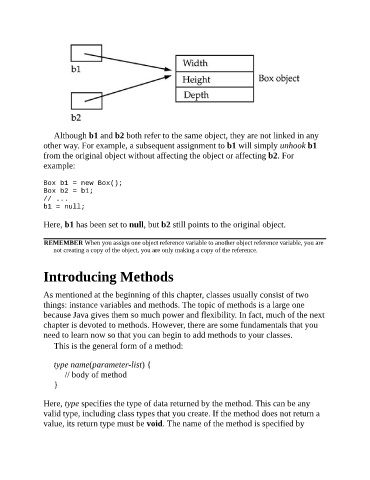 Width
b1
Height
Box object
Depth
b2
Although b1 and b2 both refer to the same object, they are not linked in any
other way. For example, a subsequent assignment to b1 will simply unhook b1
from the original object without affecting the object or affecting b2. For
example:
Box b1 = new Box();
Box b2 = b1;
// ...
b1 = null;
Here, b1 has been set to null, but b2 still points to the original object.
REMEMBER When you assign one object reference variable to another object reference variable, you are
not creating a copy of the object, you are only making a copy of the reference.
Introducing Methods
As mentioned at the beginning of this chapter, classes usually consist of two
things: instance variables and methods. The topic of methods is a large one
because Java gives them so much power and flexibility. In fact, much of the next
chapter is devoted to methods. However, there are some fundamentals that you
need to learn now so that you can begin to add methods to your classes.
This is the general form of a method:
type name(parameter-list) {
// body of method
}
Here, type specifies the type of data returned by the method. This can be any
valid type, including class types that you create. If the method does not return a
value, its return type must be void. The name of the method is specified by